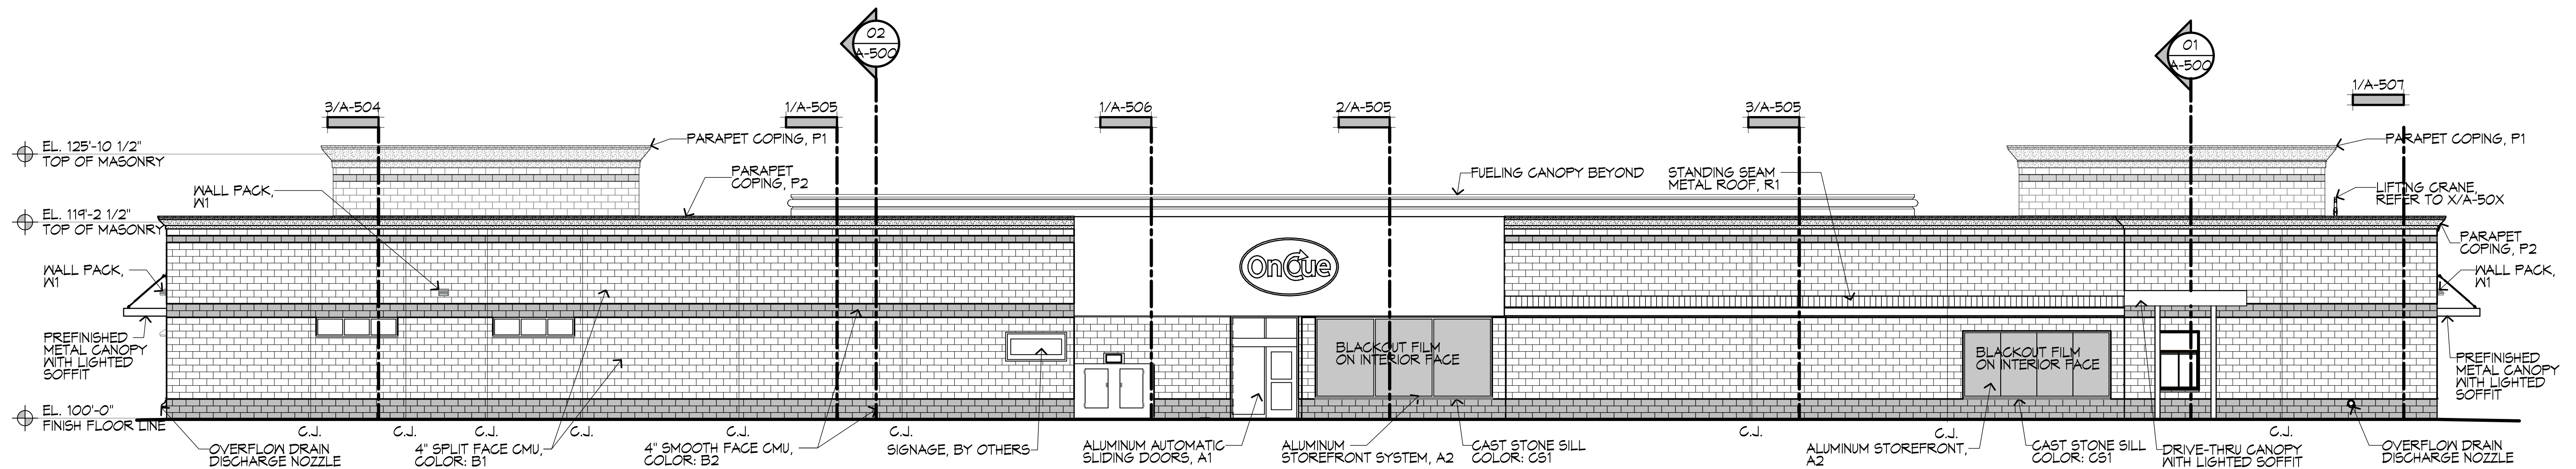 02
A-500
01
A-500
3/A-504
1/A-505
1/A-506
2/A-505
3/A-505
1/A-507
EL. 125'-10 1/2"
TOP OF MASONRY
PARAPET COPING, P1
PARAPET COPING, P1
WALL PACK,
W1
PARAPET
COPING, P2
FUELING CANOPY BEYOND
STANDING SEAM
METAL ROOF, R1
LIFTING CRANE,
REFER TO X/A-50X
EL. 119'-2 1/2"
TOP OF MASONRY
PARAPET
COPING, P2
WALL PACK,
W1
OnCue
WALL PACK,
W1
PREFINISHED
METAL CANOPY
WITH LIGHTED
SOFFIT
BLACKOUT FILM
ON INTERIOR FACE
BLACKOUT FILM
ON INTERIOR FACE
PREFINISHED
METAL CANOPY
WITH LIGHTED
SOFFIT
EL. 100'-0"
FINISH FLOOR LINE
C.J.
C.J.
C.J.
C.J.
C.J.
C.J.
C.J.
C.J.
C.J.
OVERFLOW DRAIN
DISCHARGE NOZZLE
4" SPLIT FACE CMU,
COLOR: B1
4" SMOOTH FACE CMU,
COLOR: B2
SIGNAGE, BY OTHERS
ALUMINUM AUTOMATIC
SLIDING DOORS, A1
ALUMINUM
STOREFRONT SYSTEM, A2
CAST STONE SILL
COLOR: CS1
ALUMINUM STOREFRONT,
A2
CAST STONE SILL
COLOR: CS1
DRIVE-THRU CANOPY
WITH LIGHTED SOFFIT
OVERFLOW DRAIN
DISCHARGE NOZZLE